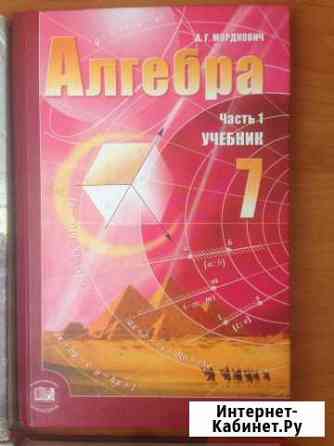 А. Г. МОРДКОВИЧ
Алгебра
Часть 1
УЧЕБНИК
7
Интернет-
Кабинет.Ру